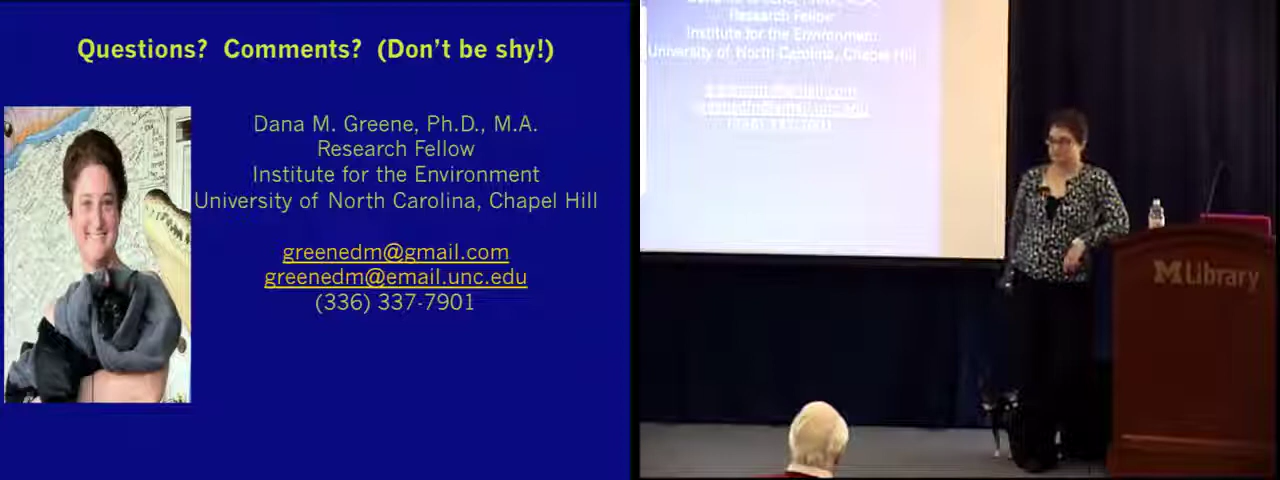 Questions? Comments? (Don't be shy!)
Dana M. Greene, Ph.D., M.A.
Research Fellow
Institute for the Environment
University of North Carolina, Chapel Hill
greenedm@gmail.com
greenedm@email.unc.edu
(336) 337-7901
Research Fellow
Institute for the Environment
University of North Carolina, Chapel Hill
MLibrary